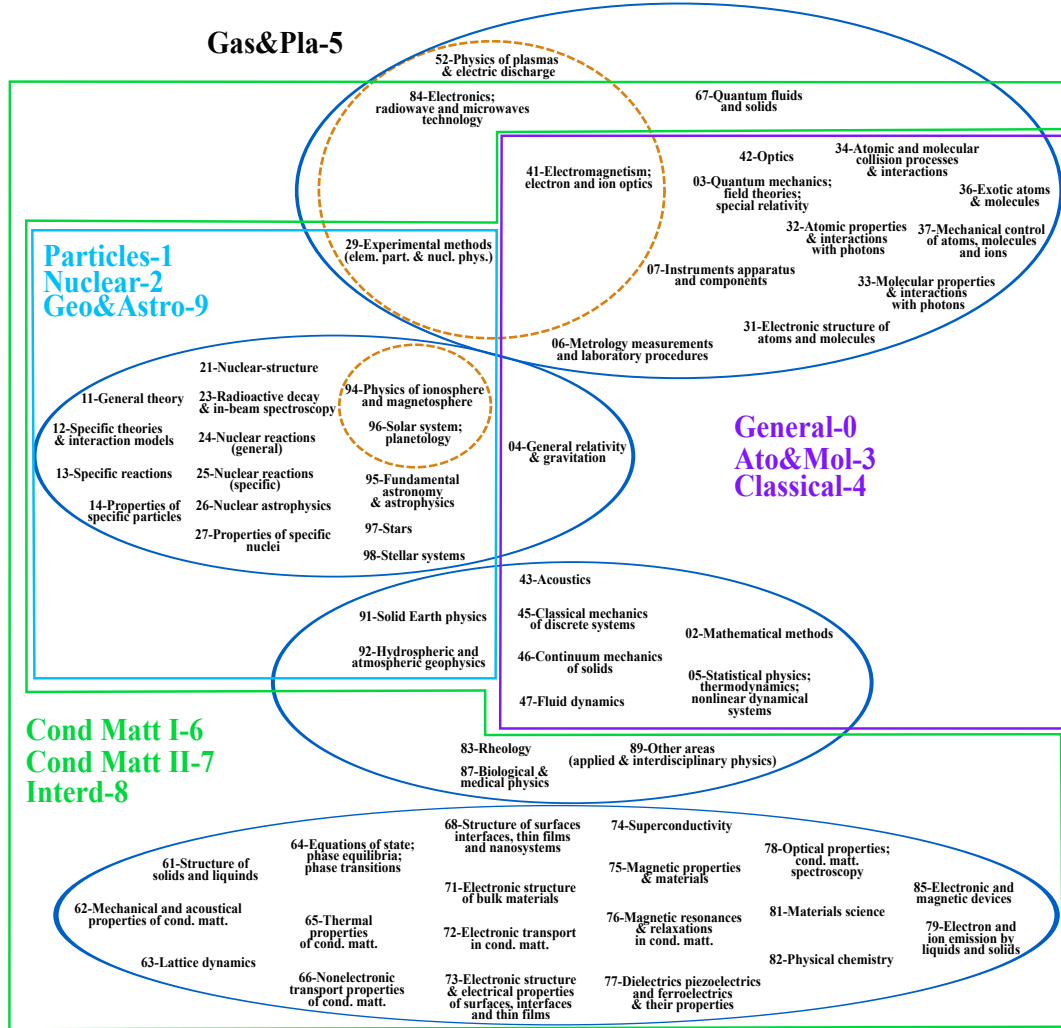 Gas&Pla-5
52-Physics of plasmas
& electric discharge
84-Electronics;
radiowave and microwaves
technology
67-Quantum fluids
and solids
41-Electromagnetism;
electron and ion optics
42-Optics
03-Quantum mechanics;
field theories;
special relativity
34-Atomic and molecular
collision processes
& interactions
36-Exotic atoms
& molecules
32-Atomic properties
& interactions
with photons
37-Mechanical control
of atoms, molecules
and ions
29-Experimental methods
(elem. part. & nucl. phys.)
07-Instruments apparatus
and components
33-Molecular properties
& interactions
with photons
31-Electronic structure of
atoms and molecules
06-Metrology measurements
and laboratory procedures
Particles-1
Nuclear-2
Geo&Astro-9
21-Nuclear-structure
11-General theory
23-Radioactive decay
& in-beam spectroscopy
94-Physics of ionosphere
and magnetosphere
12-Specific theories
& interaction models
24-Nuclear reactions
(general)
96-Solar system;
planetology
04-General relativity
& gravitation
13-Specific reactions
25-Nuclear reactions
(specific)
95-Fundamental
astronomy
& astrophysics
14-Properties of
specific particles
26-Nuclear astrophysics
27-Properties of specific
nuclei
97-Stars
98-Stellar systems
General-0
Ato&Mol-3
Classical-4
43-Acoustics
91-Solid Earth physics
45-Classical mechanics
of discrete systems
02-Mathematical methods
92-Hydrospheric and
atmospheric geophysics
46-Continuum mechanics
of solids
05-Statistical physics;
thermodynamics;
nonlinear dynamical
systems
47-Fluid dynamics
83-Rheology
89-Other areas
(applied & interdisciplinary physics)
87-Biological &
medical physics
Cond Matt I-6
Cond Matt II-7
Interd-8
61-Structure of
solids and liquinds
64-Equations of state;
phase equilibria;
phase transitions
68-Structure of surfaces
interfaces, thin films
and nanosystems
74-Superconductivity
78-Optical properties;
cond. matt.
spectroscopy
62-Mechanical and acoustical
properties of cond. matt.
71-Electronic structure
of bulk materials
75-Magnetic properties
& materials
85-Electronic and
magnetic devices
65-Thermal
properties
of cond. matt.
72-Electronic transport
in cond. matt.
76-Magnetic resonances
& relaxations
in cond. matt.
81-Materials science
79-Electron and
ion emission by
liquids and solids
63-Lattice dynamics
66-Nonelectronic
transport properties
of cond. matt.
73-Electronic structure
& electrical properties
of surfaces, interfaces
and thin films
77-Dielectrics piezoelectrics
and ferroelectrics
& their properties
82-Physical chemistry